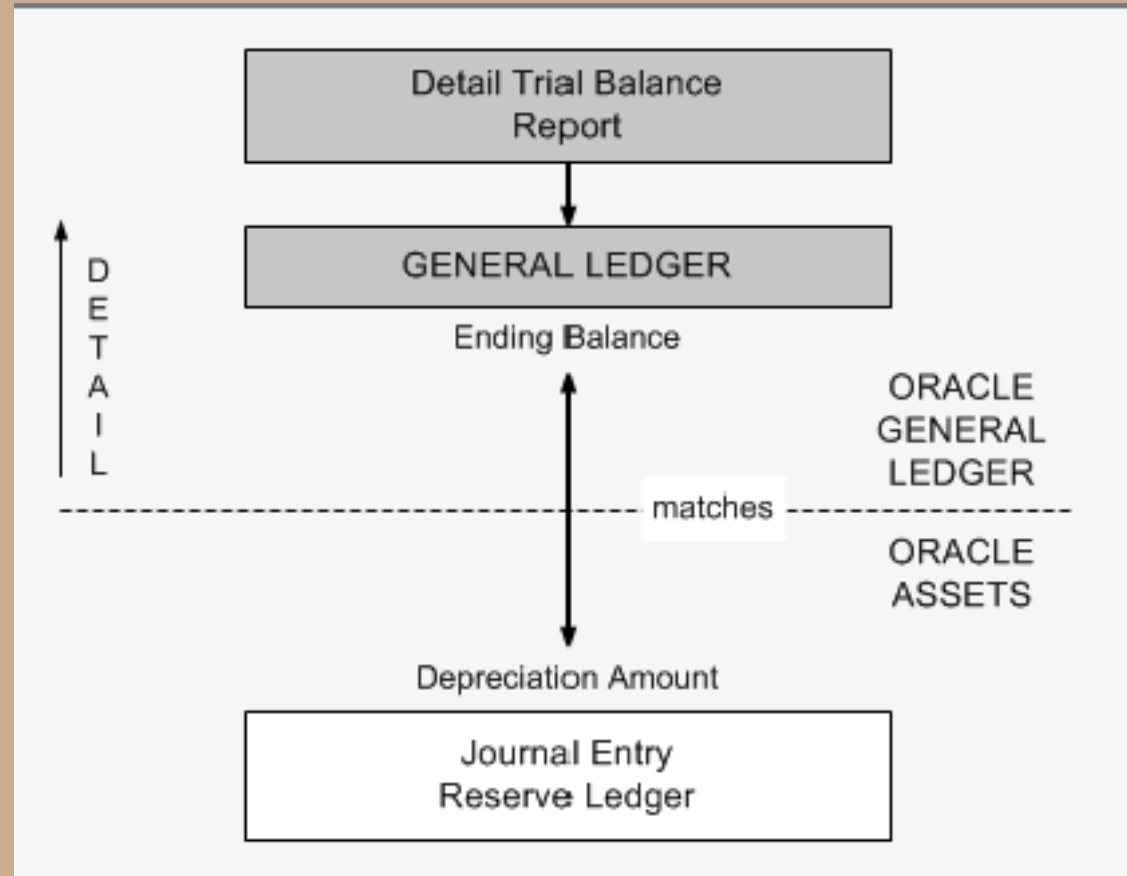 Detail Trial Balance
Report
GENERAL LEDGER
Ending Balance
D
E
T
A
I
L
ORACLE
GENERAL
LEDGER
matches
ORACLE
ASSETS
Depreciation Amount
Journal Entry
Reserve Ledger